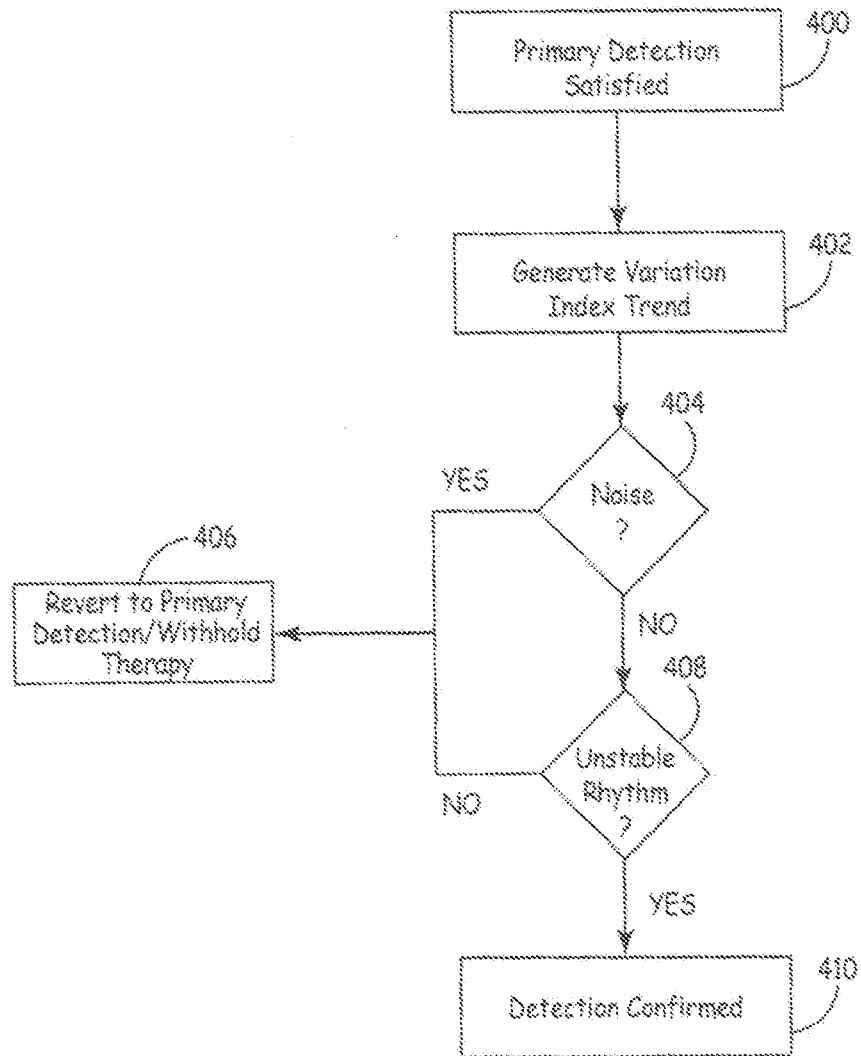 400
Primary Detection
Satisfied
402
Generate Variation
Index Trend
404
YES
Noise
?
406
Revert to Primary
Detection/Withhold
Therapy
NO
408
Unstable
Rhythm
?
NO
YES
410
Detection Confirmed